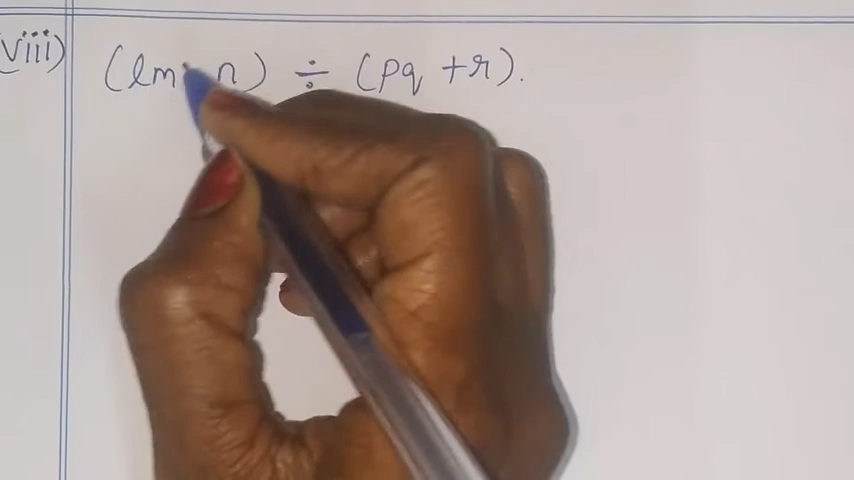 (viii) (lm n) ÷ (pq + r).